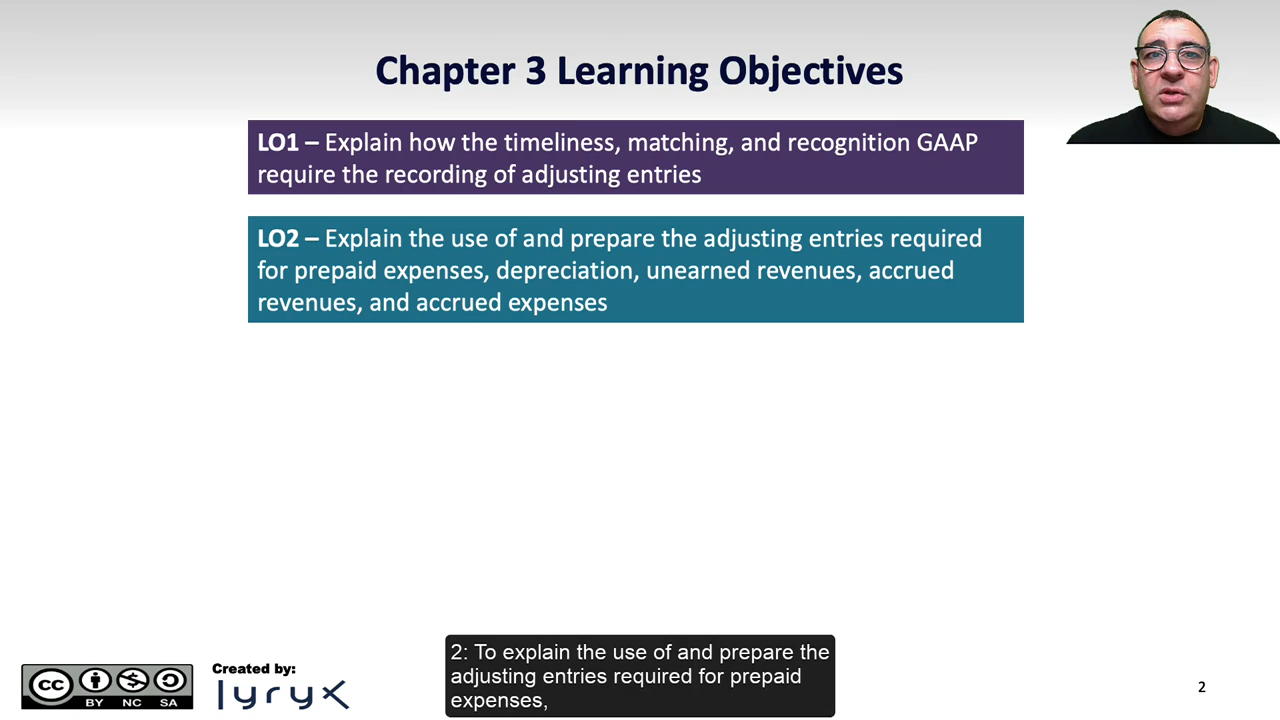 Chapter 3 Learning Objectives
LO1 – Explain how the timeliness, matching, and recognition GAAP
require the recording of adjusting entries
LO2 – Explain the use of and prepare the adjusting entries required
for prepaid expenses, depreciation, unearned revenues, accrued
revenues, and accrued expenses
2: To explain the use of and prepare the
adjusting entries required for prepaid
expenses,
cc
BY NC SA
Created by:
lyryx
2